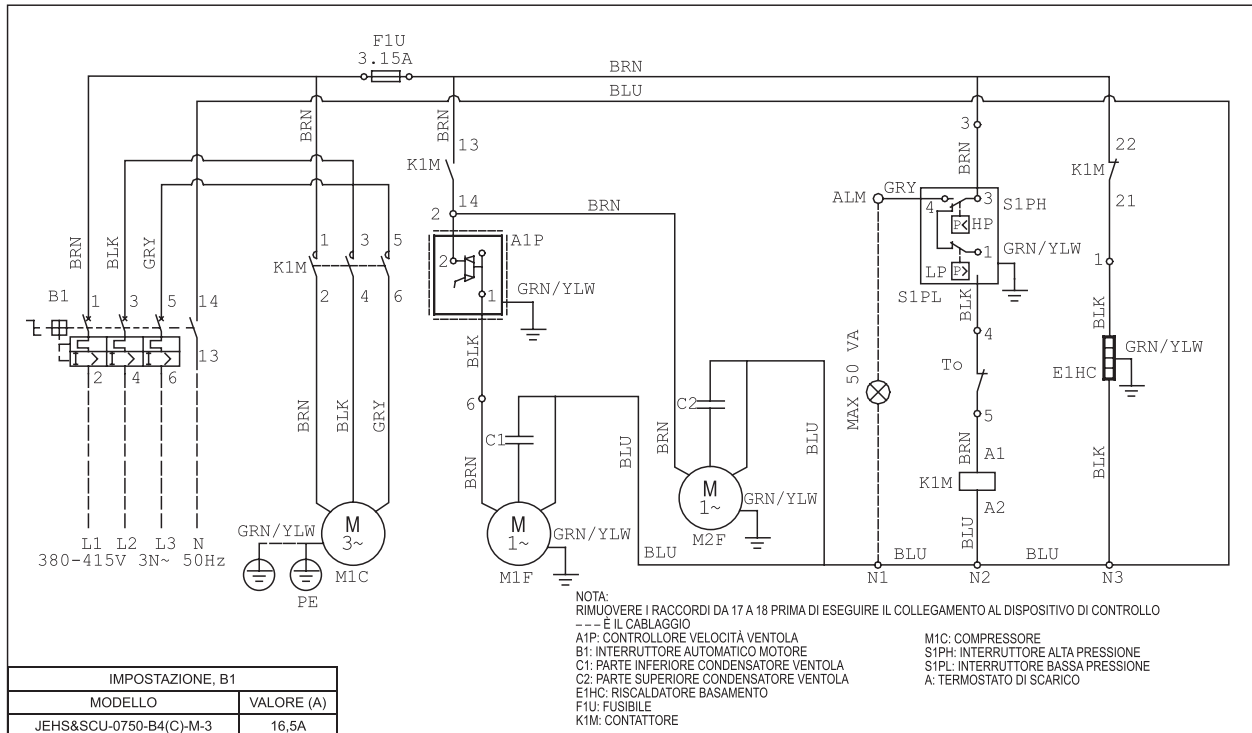 F1U
3.15A
BRN
BLU
BRN
BRN
13
K1M
14
2
BRN
3
BRN
22
K1M
21
ALM
GRY
4
3
S1PH
P<
HP
1
GRN/YLW
LP
P>
S1PL
BRN
BLK
GRY
1
3
5
K1M
2
4
6
A1P
2
1
GRN/YLW
B1
1
3
5
14
13
I>
I>
I>
2
4
6
BLK
6
BLK
4
To
5
1
BLK
GRN/YLW
E1HC
MAX 50 VA
C2
C1
BRN
BLK
GRY
BRN
BLU
BRN
BLU
BRN
A1
K1M
A2
BLU
BLK
M
1~
GRN/YLW
M2F
L1
L2
L3
N
380-415V
3N~
50Hz
GRN/YLW
PE
M
3~
M1C
M
1~
GRN/YLW
M1F
BLU
BLU
BLU
N1
N2
N3
NOTA:
RIMUOVERE I RACCORDI DA 17 A 18 PRIMA DI ESEGUIRE IL COLLEGAMENTO AL DISPOSITIVO DI CONTROLLO
– – – È IL CABLAGGIO
A1P: CONTROLLORE VELOCITÀ VENTOLA
B1: INTERRUTTORE AUTOMATICO MOTORE
C1: PARTE INFERIORE CONDENSATORE VENTOLA
C2: PARTE SUPERIORE CONDENSATORE VENTOLA
E1HC: RISCALDATORE BASAMENTO
F1U: FUSIBILE
K1M: CONTATTORE
M1C: COMPRESSORE
S1PH: INTERRUTTORE ALTA PRESSIONE
S1PL: INTERRUTTORE BASSA PRESSIONE
A: TERMOSTATO DI SCARICO
IMPOSTAZIONE, B1
MODELLO
VALORE (A)
JEHS&SCU-0750-B4(C)-M-3
16,5A